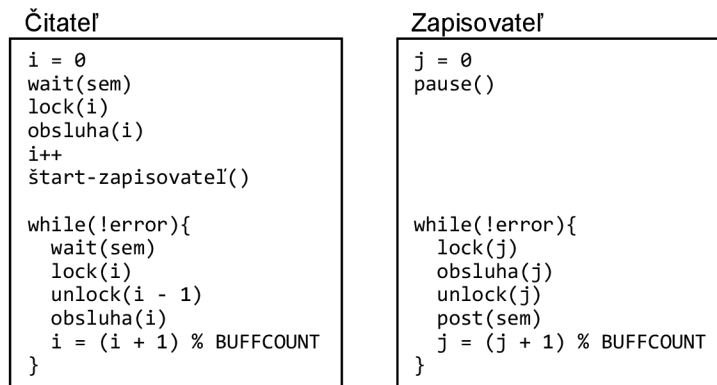 Čitateľ
i = 0
wait(sem)
lock(i)
obsluha(i)
i++
štart-zapisovateľ()
while(!error){
wait(sem)
lock(i)
unlock(i - 1)
obsluha(i)
i = (i + 1) % BUFFCOUNT
}
Zapisovateľ
j = 0
pause()
while(!error){
lock(j)
obsluha(j)
unlock(j)
post(sem)
j = (j + 1) % BUFFCOUNT
}